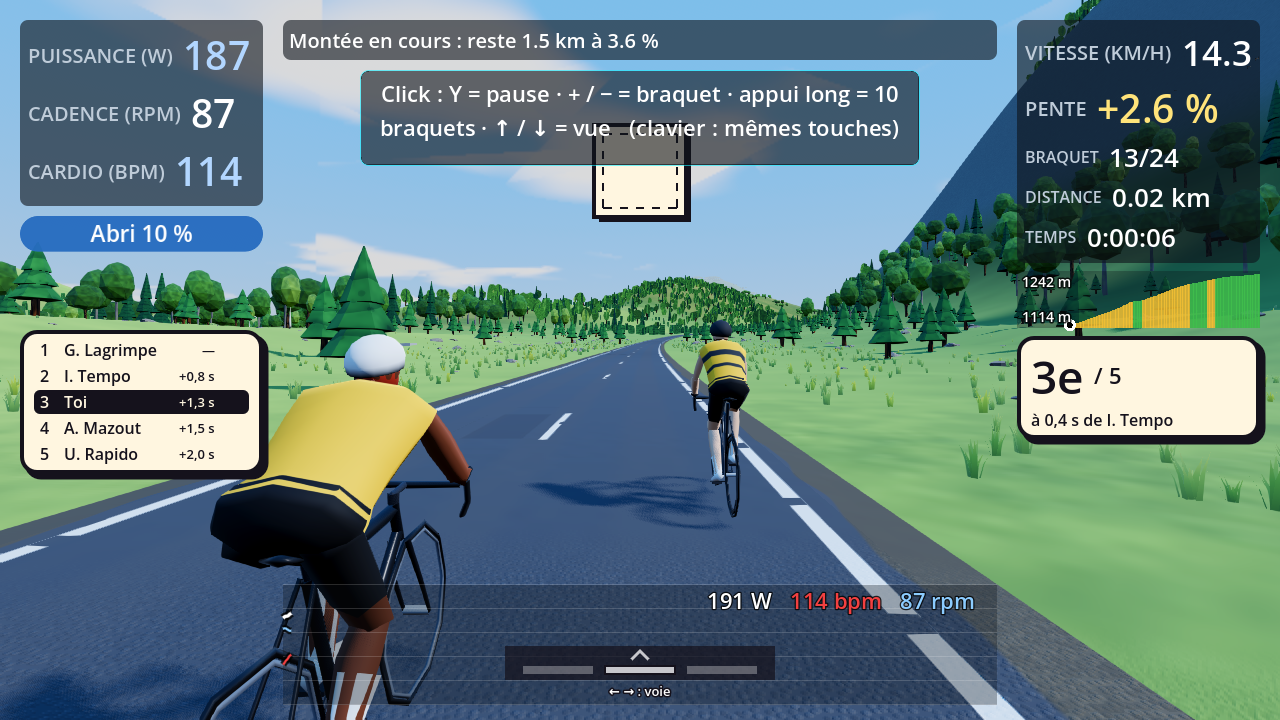 PUISSANCE (W) 187
CADENCE (RPM) 87
CARDIO (BPM) 114
Abri 10 %
Montée en cours : reste 1.5 km à 3.6 %
Click : Y = pause · + / − = braquet · appui long = 10
braquets · ↑ / ↓ = vue (clavier : mêmes touches)
VITESSE (KM/H) 14.3
PENTE +2.6 %
BRAQUET 13/24
DISTANCE 0.02 km
TEMPS 0:00:06
1242 m
1114 m
1 G. Lagrimpe —
2 I. Tempo +0,8 s
3 Toi +1,3 s
4 A. Mazout +1,5 s
5 U. Rapido +2,0 s
3e / 5
à 0,4 s de I. Tempo
191 W 114 bpm 87 rpm
← → : voie